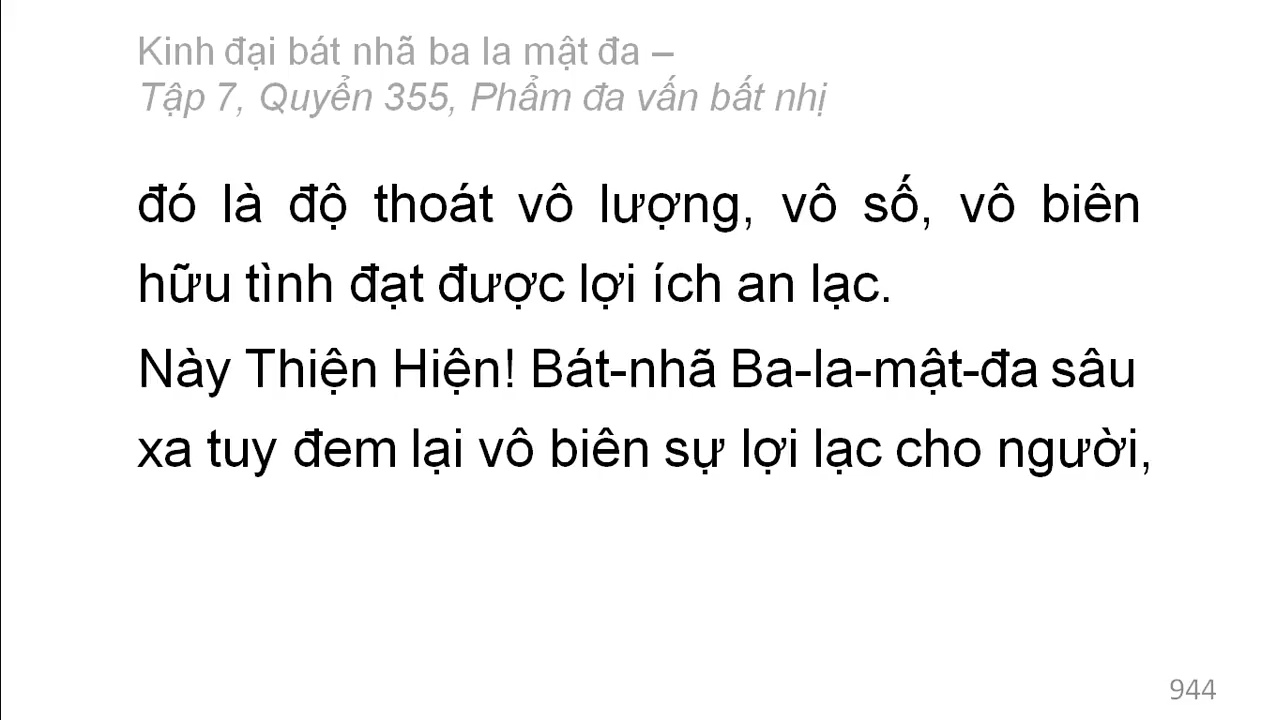 Kinh đại bát nhã ba la mật đa –
Tập 7, Quyển 355, Phẩm đa vấn bất nhị
đó là độ thoát vô lượng, vô số, vô biên
hữu tình đạt được lợi ích an lạc.
Này Thiện Hiện! Bát-nhã Ba-la-mật-đa sâu
xa tuy đem lại vô biên sự lợi lạc cho người,
944